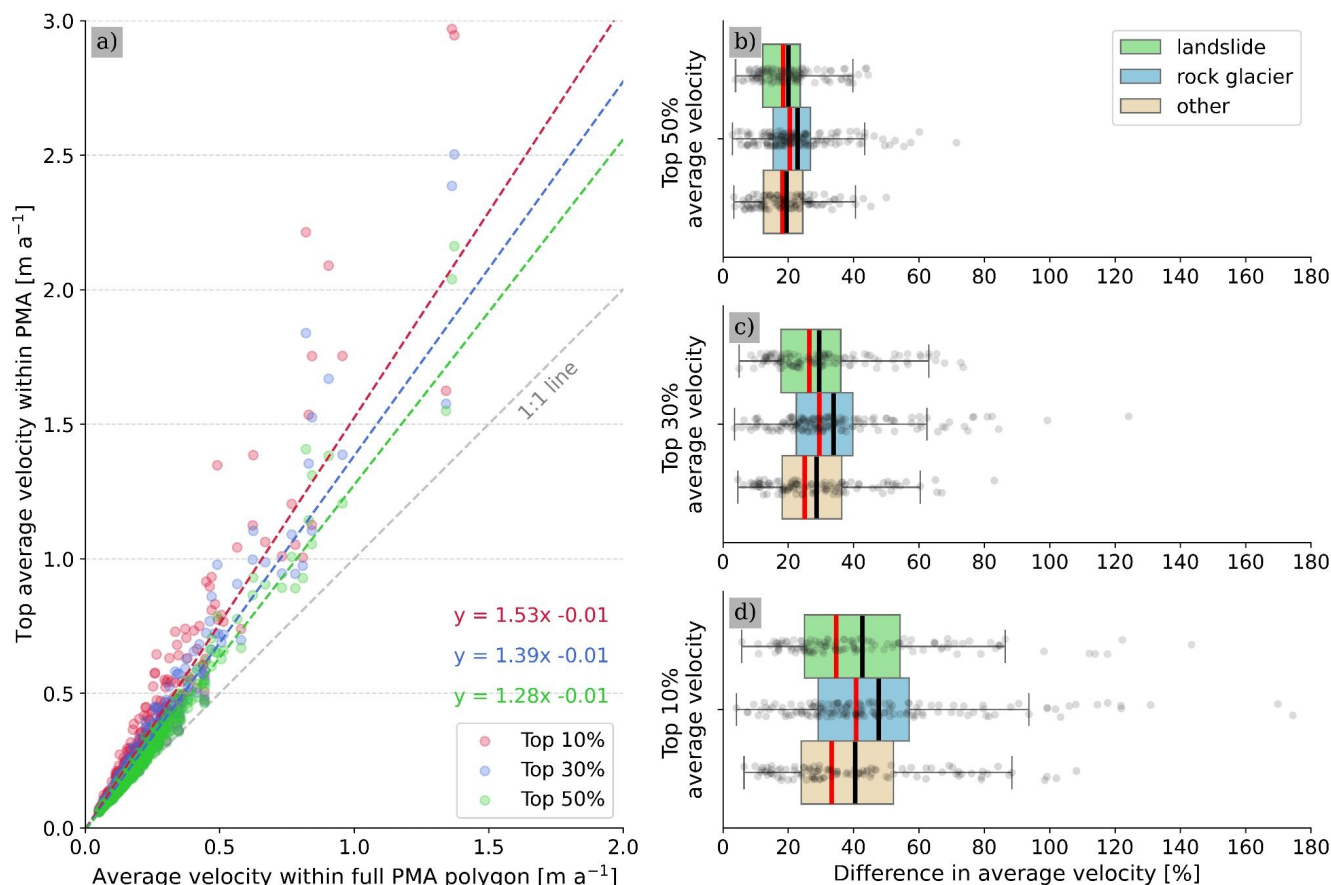 a)
3.0
2.5
2.0
1.5
1.0
0.5
0.0
Top average velocity within PMA [m a⁻¹]
1:1 line
y = 1.53x -0.01
y = 1.39x -0.01
y = 1.28x -0.01
Top 10%
Top 30%
Top 50%
0.0 0.5 1.0 1.5 2.0
Average velocity within full PMA polygon [m a⁻¹]
b)
Top 50%
average velocity
landslide
rock glacier
other
0 20 40 60 80 100 120 140 160 180
c)
Top 30%
average velocity
0 20 40 60 80 100 120 140 160 180
d)
Top 10%
average velocity
0 20 40 60 80 100 120 140 160 180
Difference in average velocity [%]